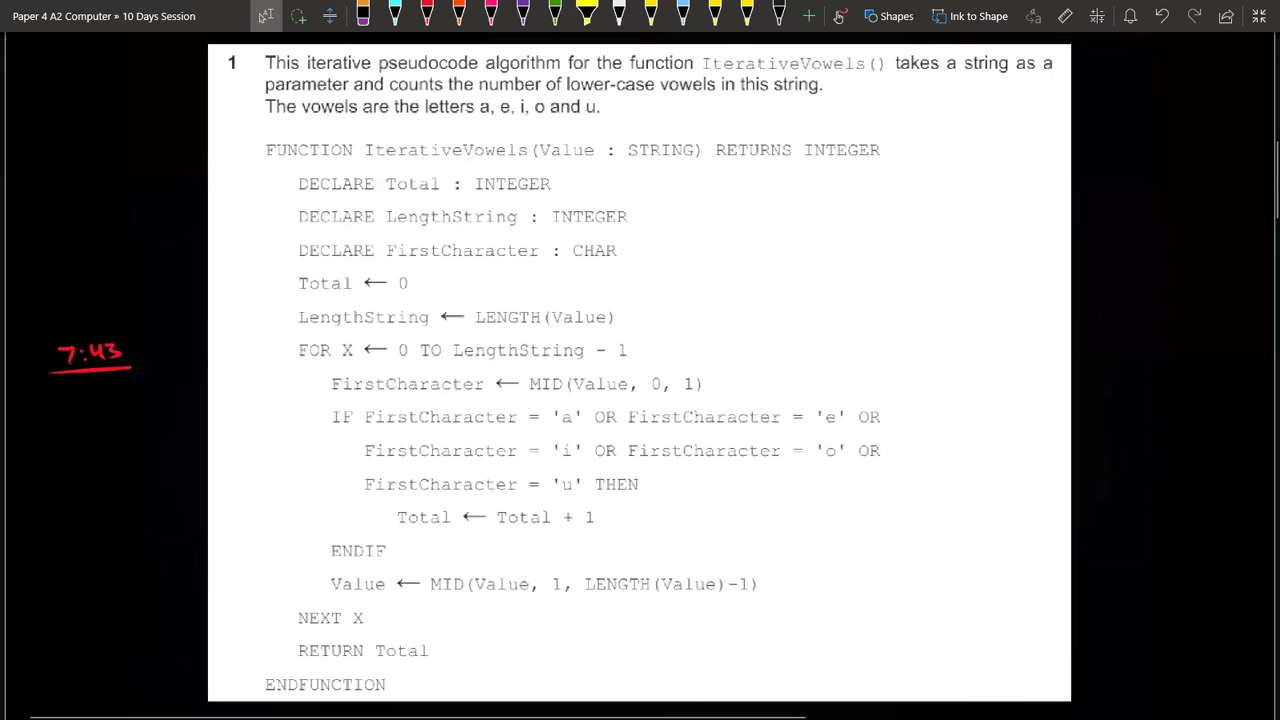 Paper 4 A2 Computer » 10 Days Session
Shapes
Ink to Shape
1 This iterative pseudocode algorithm for the function IterativeVowels() takes a string as a
parameter and counts the number of lower-case vowels in this string.
The vowels are the letters a, e, i, o and u.
FUNCTION IterativeVowels(Value : STRING) RETURNS INTEGER
DECLARE Total : INTEGER
DECLARE LengthString : INTEGER
DECLARE FirstCharacter : CHAR
Total ← 0
LengthString ← LENGTH(Value)
7:43
FOR X ← 0 TO LengthString - 1
FirstCharacter ← MID(Value, 0, 1)
IF FirstCharacter = 'a' OR FirstCharacter = 'e' OR
FirstCharacter = 'i' OR FirstCharacter = 'o' OR
FirstCharacter = 'u' THEN
Total ← Total + 1
ENDIF
Value ← MID(Value, 1, LENGTH(Value)-1)
NEXT X
RETURN Total
ENDFUNCTION